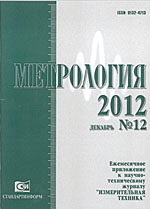 ISSN 0132-4713
МЕТРОЛОГИЯ
2012
ДЕКАБРЬ №12
Ежемесячное
приложение
к научно-
техническому
журналу
"ИЗМЕРИТЕЛЬНАЯ
ТЕХНИКА"
СТАНДАРТИНФОРМ